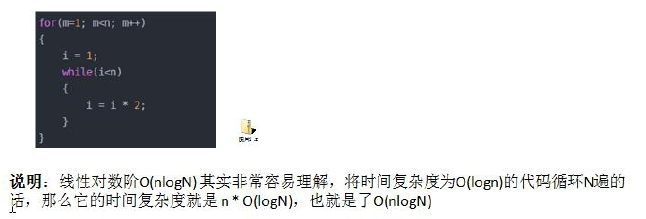 for(m=1; m<n; m++)
{
i = 1;
while(i<n)
{
i = i * 2;
}
}
说明：线性对数阶O(nlogN) 其实非常容易理解，将时间复杂度为O(logn)的代码循环N遍的
话，那么它的时间复杂度就是 n * O(logN)，也就是了O(nlogN)